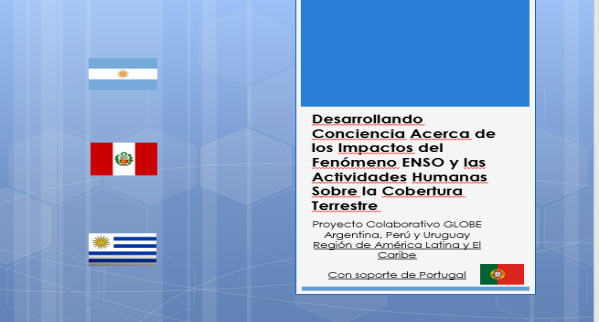 Desarrollando
Conciencia Acerca de
los Impactos del
Fenómeno ENSO y las
Actividades Humanas
Sobre la Cobertura
Terrestre
Proyecto Colaborativo GLOBE
Argentina, Perú y Uruguay
Región de América Latina y El
Caribe
Con soporte de Portugal